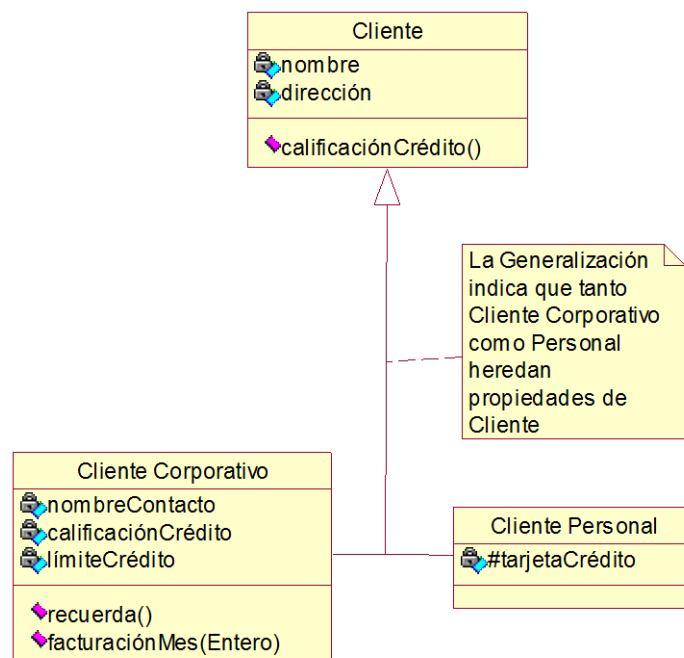 Cliente
nombre
dirección
calificaciónCrédito()
La Generalización
indica que tanto
Cliente Corporativo
como Personal
heredan
propiedades de
Cliente
Cliente Corporativo
nombreContacto
calificaciónCrédito
límiteCrédito
recuerda()
facturaciónMes(Entero)
Cliente Personal
#tarjetaCrédito